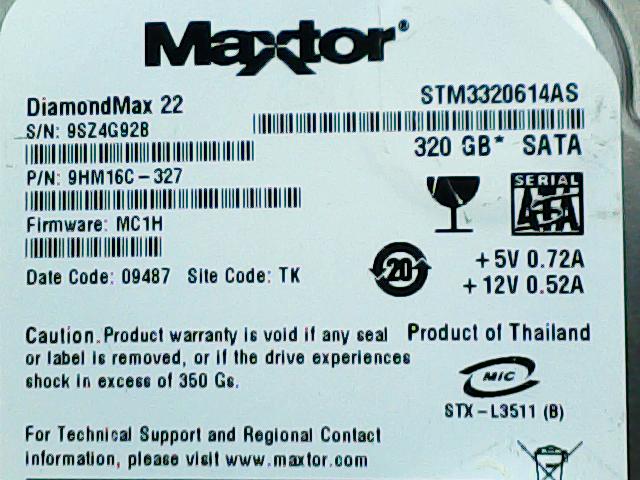 Maxtor®
DiamondMax 22
STM3320614AS
S/N: 9SZ4G92B
320 GB* SATA
P/N: 9HM16C-327
SERIAL
ATA
Firmware: MC1H
20
+5V 0.72A
Date Code: 09487 Site Code: TK
+12V 0.52A
Caution. Product warranty is void if any seal
or label is removed, or if the drive experiences
shock in excess of 350 Gs.
Product of Thailand
MIC
STX-L3511 (B)
For Technical Support and Regional Contact
information, please visit www.maxtor.com